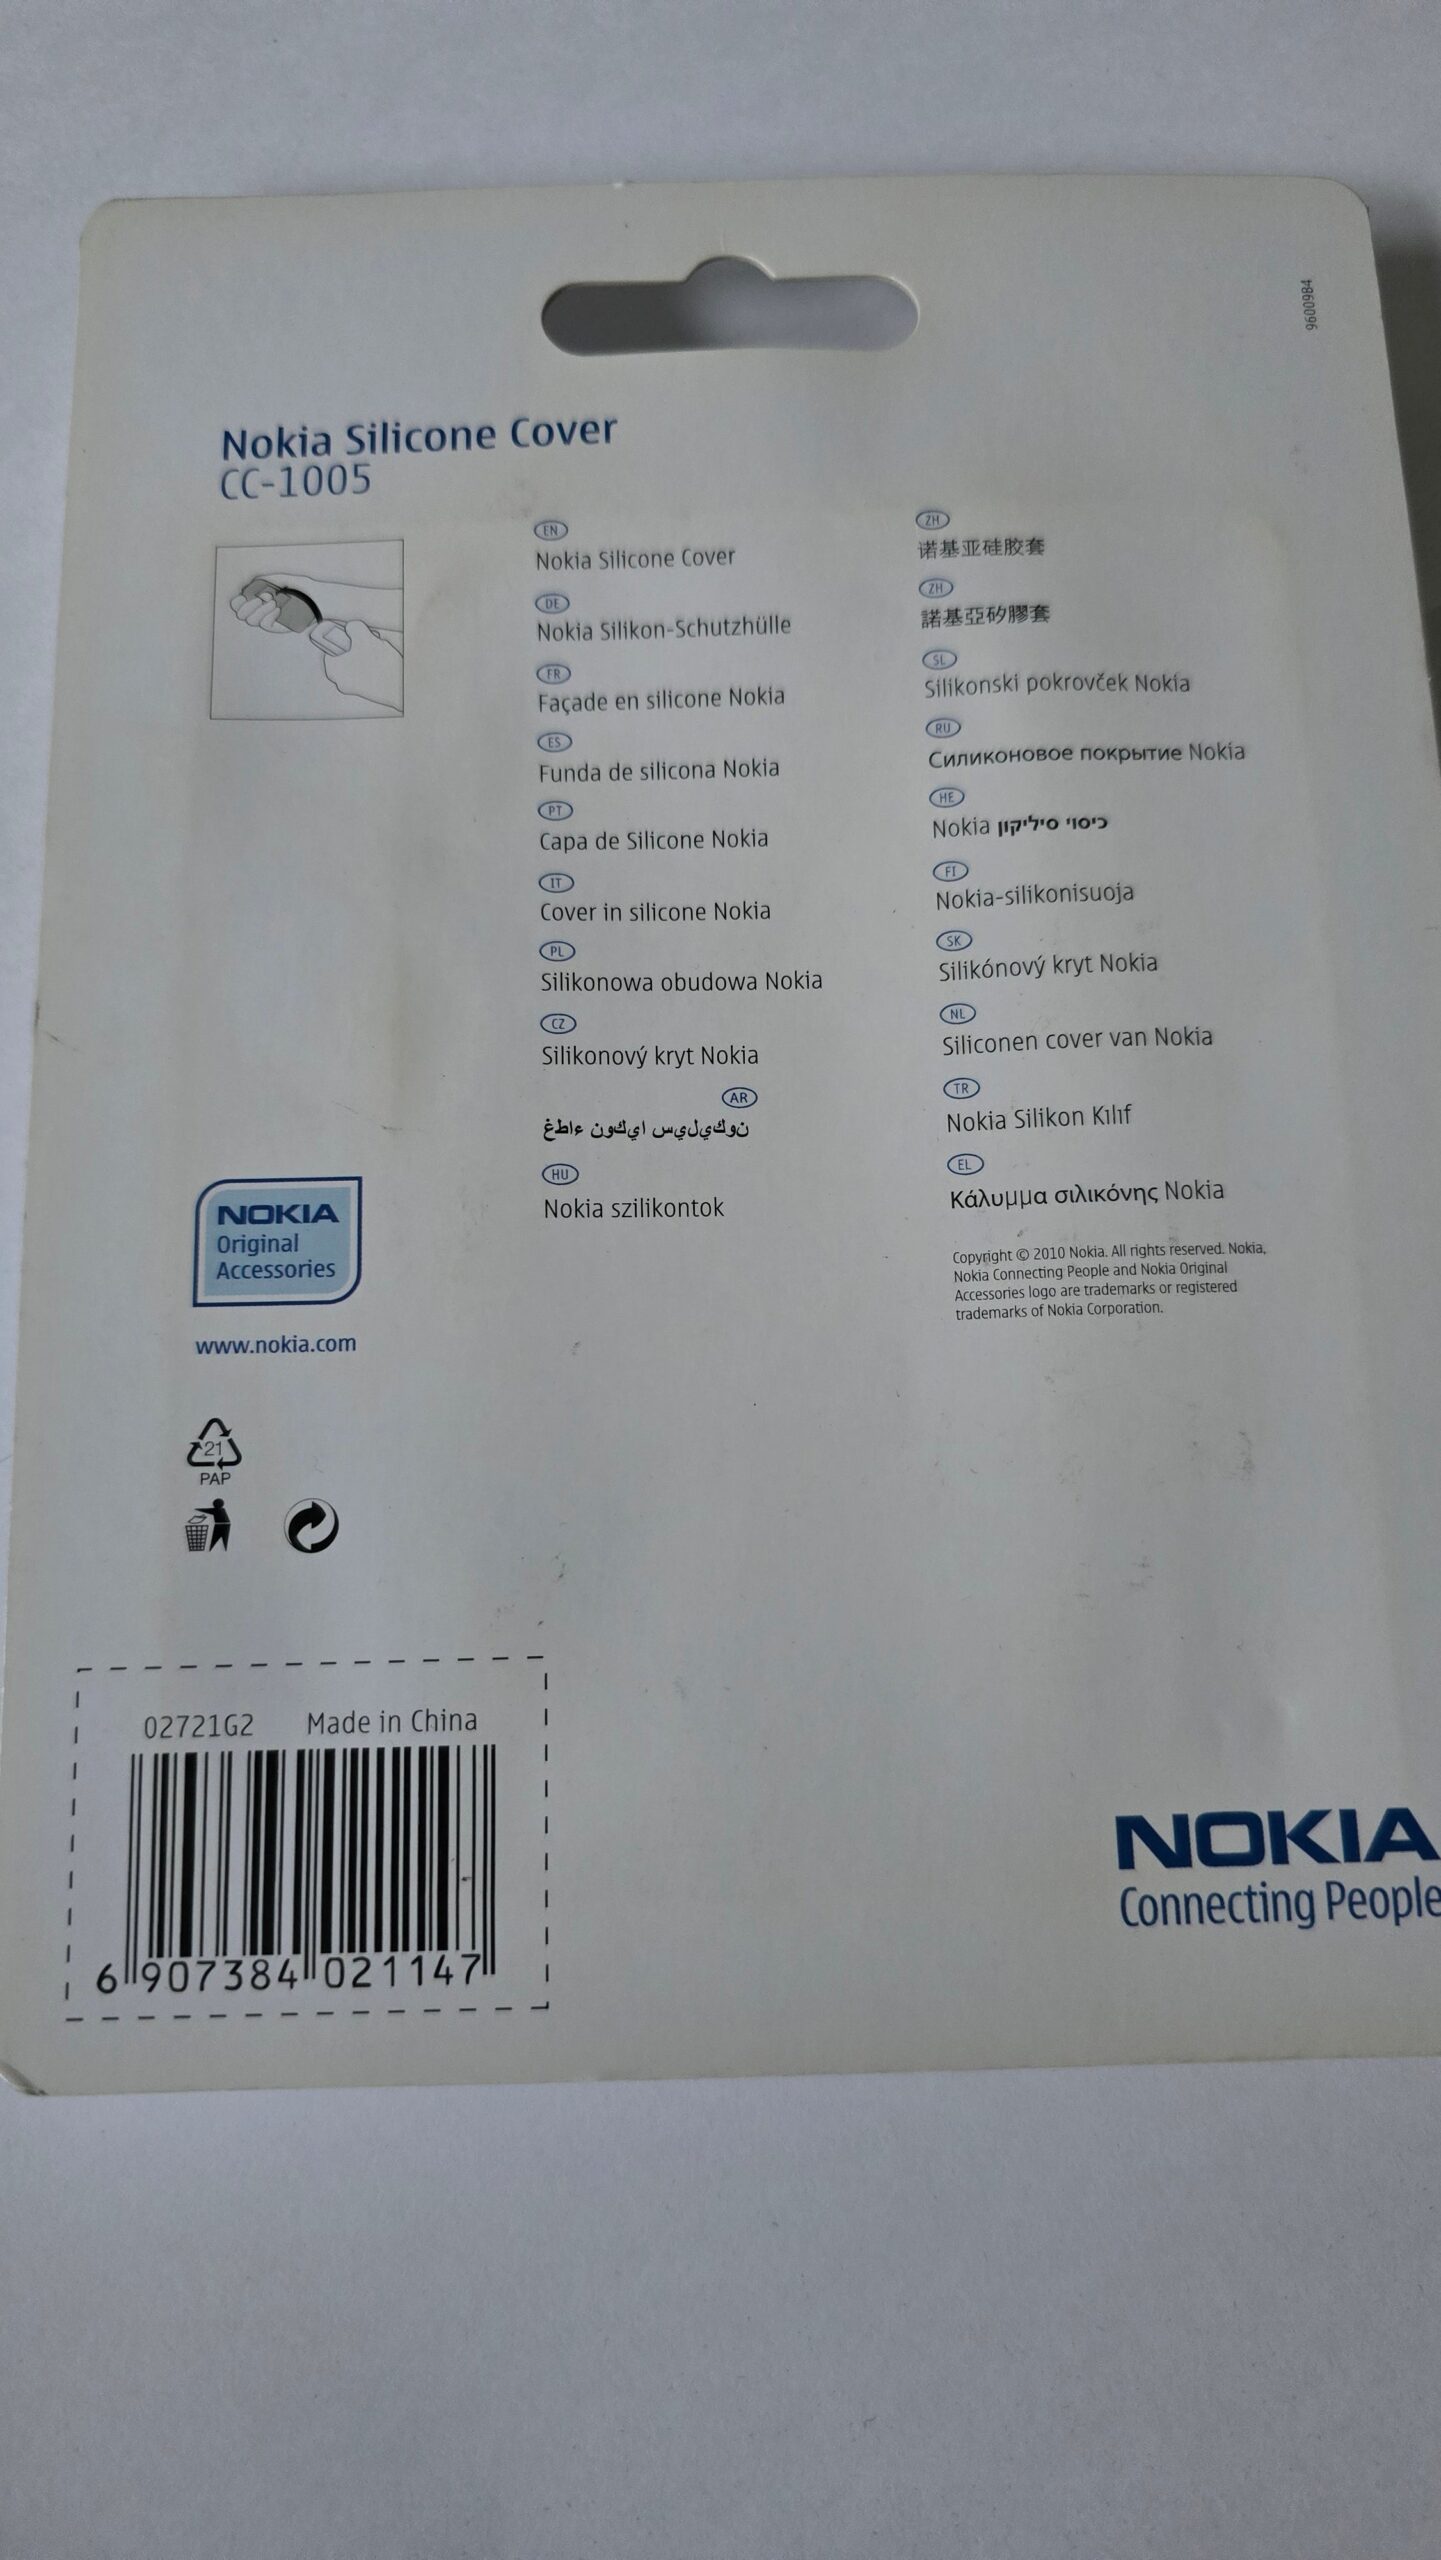 9600984
Nokia Silicone Cover
CC-1005
EN
Nokia Silicone Cover
DE
Nokia Silikon-Schutzhülle
FR
Façade en silicone Nokia
ES
Funda de silicona Nokia
PT
Capa de Silicone Nokia
IT
Cover in silicone Nokia
PL
Silikonowa obudowa Nokia
CZ
Silikonový kryt Nokia
AR
غطاء نوكيا سيليكون
HU
Nokia szilikontok
ZH
诺基亚硅胶套
ZH
諾基亞矽膠套
SL
Silikonski pokrovček Nokia
RU
Силиконовое покрытие Nokia
HE
כיסוי סיליקון Nokia
FI
Nokia-silikonisuoja
SK
Silikónový kryt Nokia
NL
Siliconen cover van Nokia
TR
Nokia Silikon Kılıf
EL
Κάλυμμα σιλικόνης Nokia
Copyright © 2010 Nokia. All rights reserved. Nokia,
Nokia Connecting People and Nokia Original
Accessories logo are trademarks or registered
trademarks of Nokia Corporation.
NOKIA
Original
Accessories
www.nokia.com
21
PAP
02721G2 Made in China
6 907384 021147
NOKIA
Connecting People